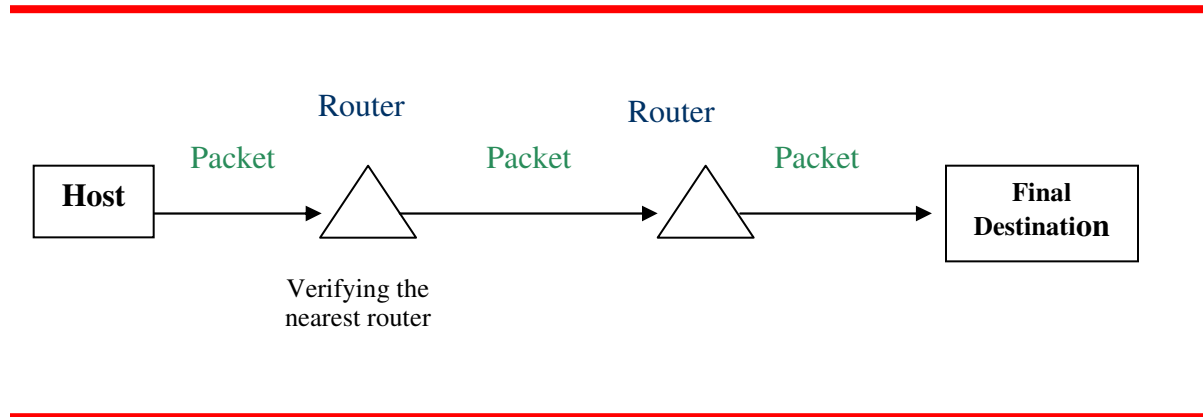 Router
Router
Packet
Packet
Packet
Host
Final
Destination
Verifying the
nearest router